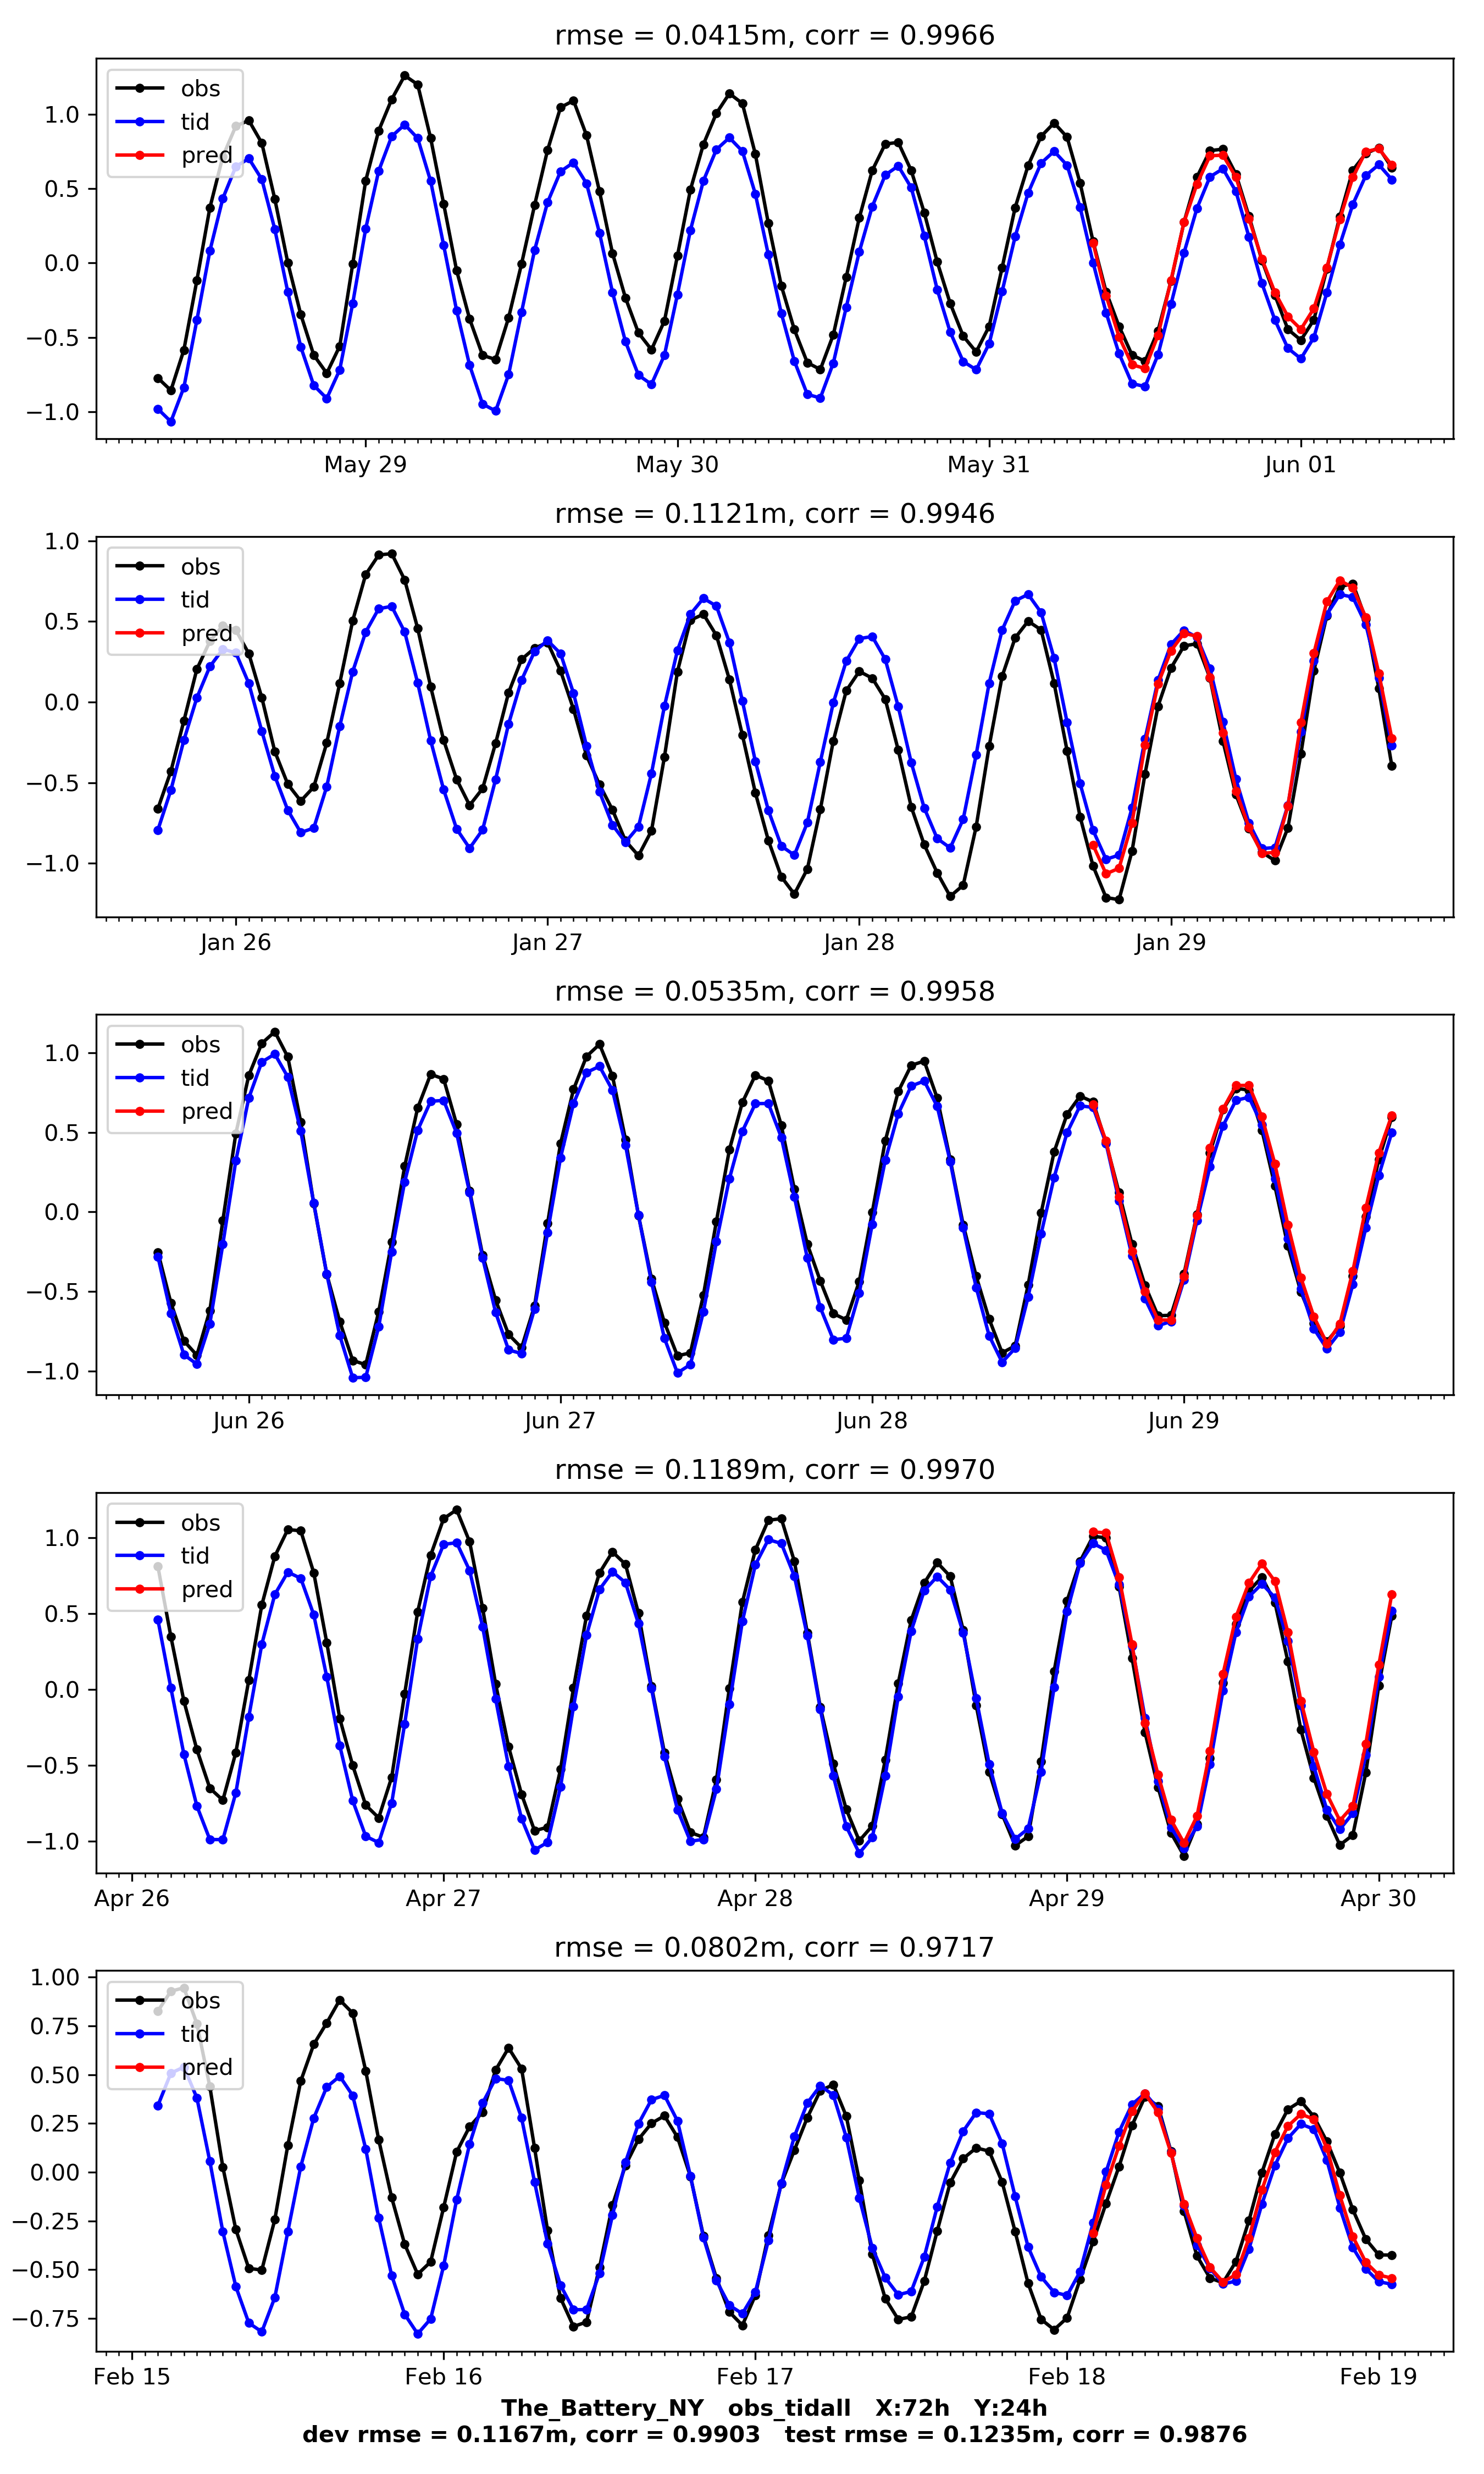 rmse = 0.0415m, corr = 0.9966
obs
tid
pred
1.0
0.5
0.0
−0.5
−1.0
May 29 May 30 May 31 Jun 01
rmse = 0.1121m, corr = 0.9946
obs
tid
pred
1.0
0.5
0.0
−0.5
−1.0
Jan 26 Jan 27 Jan 28 Jan 29
rmse = 0.0535m, corr = 0.9958
obs
tid
pred
1.0
0.5
0.0
−0.5
−1.0
Jun 26 Jun 27 Jun 28 Jun 29
rmse = 0.1189m, corr = 0.9970
obs
tid
pred
1.0
0.5
0.0
−0.5
−1.0
Apr 26 Apr 27 Apr 28 Apr 29 Apr 30
rmse = 0.0802m, corr = 0.9717
obs
tid
pred
1.00
0.75
0.50
0.25
0.00
−0.25
−0.50
−0.75
Feb 15 Feb 16 Feb 17 Feb 18 Feb 19
The_Battery_NY obs_tidall X:72h Y:24h
dev rmse = 0.1167m, corr = 0.9903 test rmse = 0.1235m, corr = 0.9876